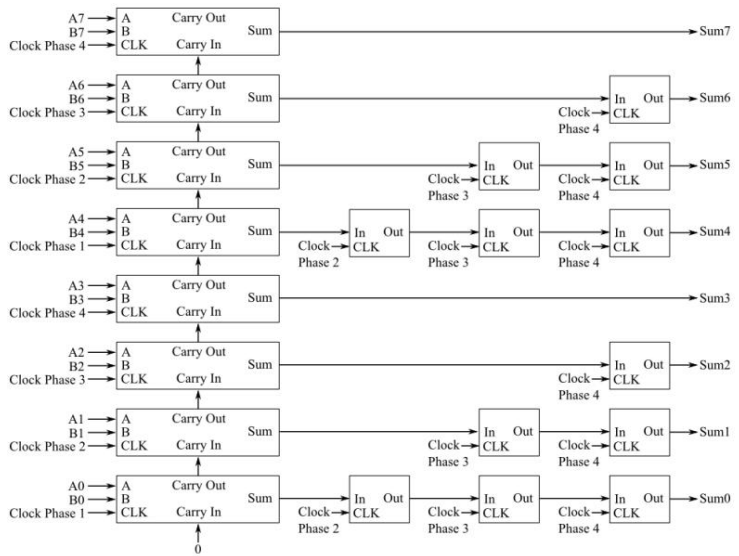 A7 A Carry Out
B7 B Sum Sum7
Clock Phase 4 CLK Carry In
A6 A Carry Out
B6 B Sum In Out Sum6
Clock Phase 3 CLK Carry In Clock CLK
Phase 4
A5 A Carry Out
B5 B Sum In Out In Out Sum5
Clock Phase 2 CLK Carry In Clock CLK Clock CLK
Phase 3 Phase 4
A4 A Carry Out
B4 B Sum In Out In Out In Out Sum4
Clock Phase 1 CLK Carry In Clock CLK Clock CLK Clock CLK
Phase 2 Phase 3 Phase 4
A3 A Carry Out
B3 B Sum Sum3
Clock Phase 4 CLK Carry In
A2 A Carry Out
B2 B Sum In Out Sum2
Clock Phase 3 CLK Carry In Clock CLK
Phase 4
A1 A Carry Out
B1 B Sum In Out In Out Sum1
Clock Phase 2 CLK Carry In Clock CLK Clock CLK
Phase 3 Phase 4
A0 A Carry Out
B0 B Sum In Out In Out In Out Sum0
Clock Phase 1 CLK Carry In Clock CLK Clock CLK Clock CLK
Phase 2 Phase 3 Phase 4
0